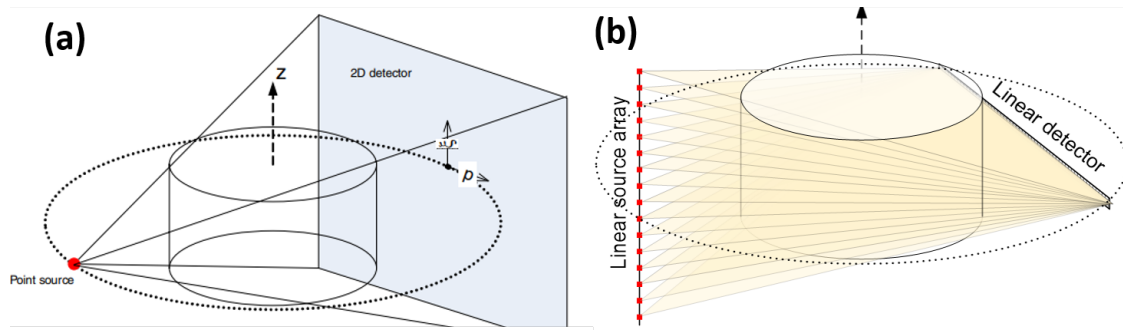 (a)
Z
2D detector
ξ
p
Point source
(b)
Linear source array
Linear detector